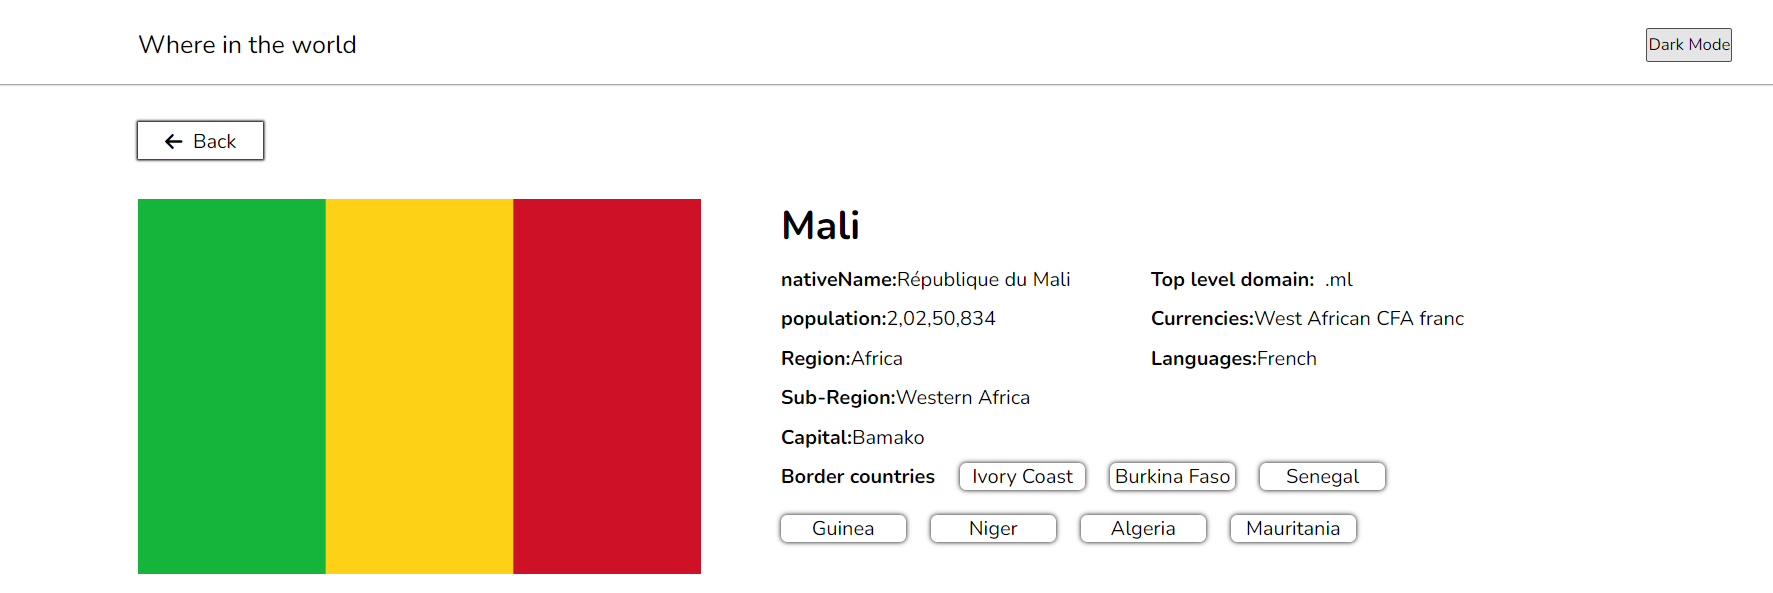 Where in the world
Dark Mode
← Back
Mali
nativeName:République du Mali
population:2,02,50,834
Region:Africa
Sub-Region:Western Africa
Capital:Bamako
Top level domain: .ml
Currencies:West African CFA franc
Languages:French
Border countries Ivory Coast Burkina Faso Senegal
Guinea Niger Algeria Mauritania